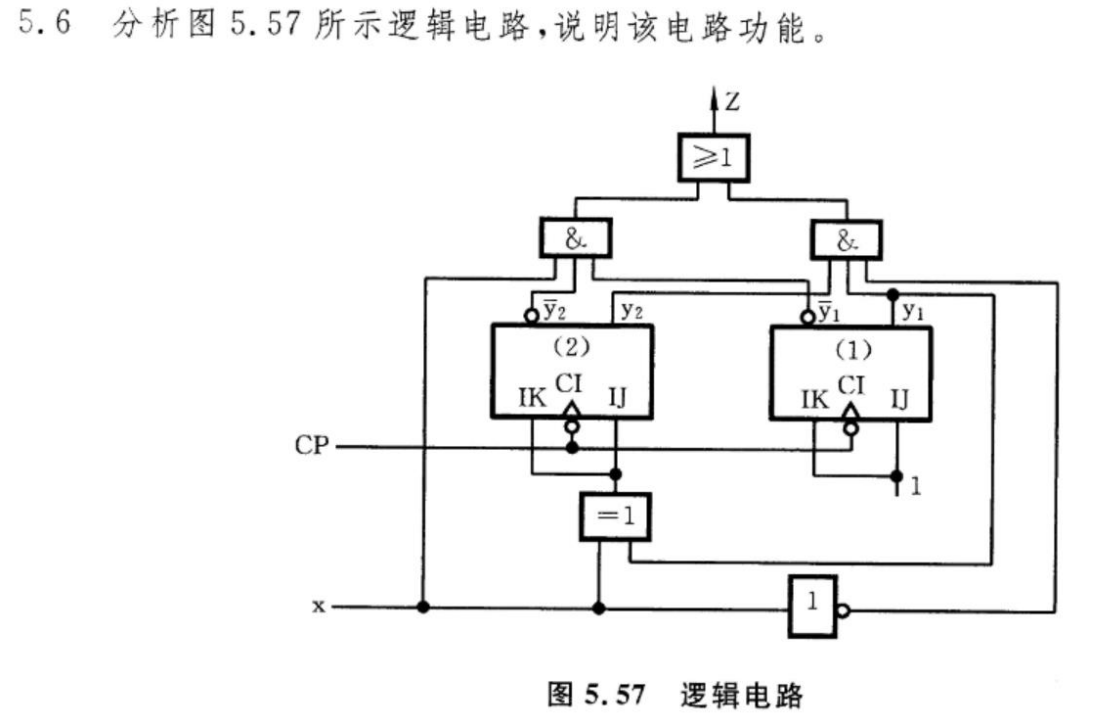 5.6 分析图 5.57 所示逻辑电路,说明该电路功能。
Z
≥1
& &
y̅₂ y₂ y̅₁ y₁
(2) (1)
IK CI IJ IK CI IJ
CP
1
=1
x
1
图 5.57 逻辑电路